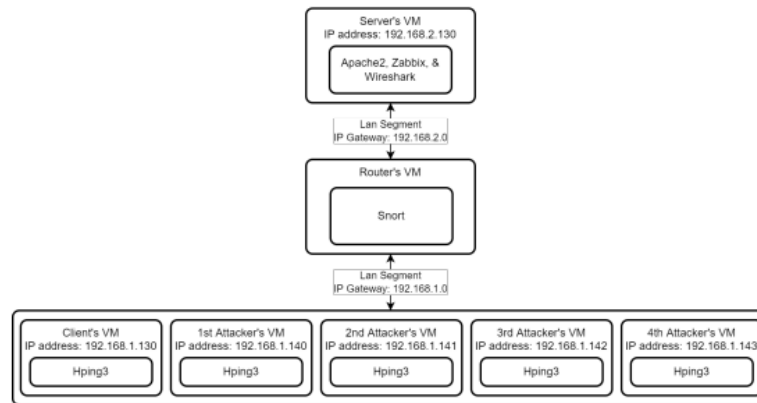 Server's VM
IP address: 192.168.2.130
Apache2, Zabbix, &
Wireshark
Lan Segment
IP Gateway: 192.168.2.0
Router's VM
Snort
Lan Segment
IP Gateway: 192.168.1.0
Client's VM
IP address: 192.168.1.130
Hping3
1st Attacker's VM
IP address: 192.168.1.140
Hping3
2nd Attacker's VM
IP address: 192.168.1.141
Hping3
3rd Attacker's VM
IP address: 192.168.1.142
Hping3
4th Attacker's VM
IP address: 192.168.1.143
Hping3